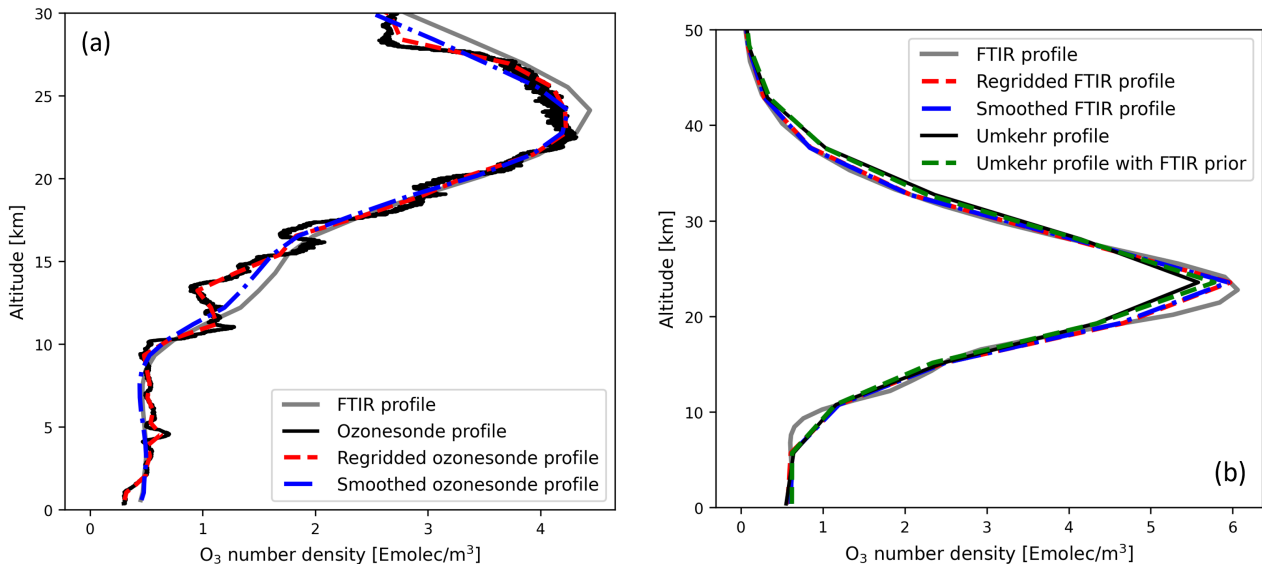 (a)
30
25
20
15
10
5
0
Altitude [km]
0 1 2 3 4
O₃ number density [Emolec/m³]
FTIR profile
Ozonesonde profile
Regridded ozonesonde profile
Smoothed ozonesonde profile
(b)
50
40
30
20
10
0
Altitude [km]
0 1 2 3 4 5 6
O₃ number density [Emolec/m³]
FTIR profile
Regridded FTIR profile
Smoothed FTIR profile
Umkehr profile
Umkehr profile with FTIR prior